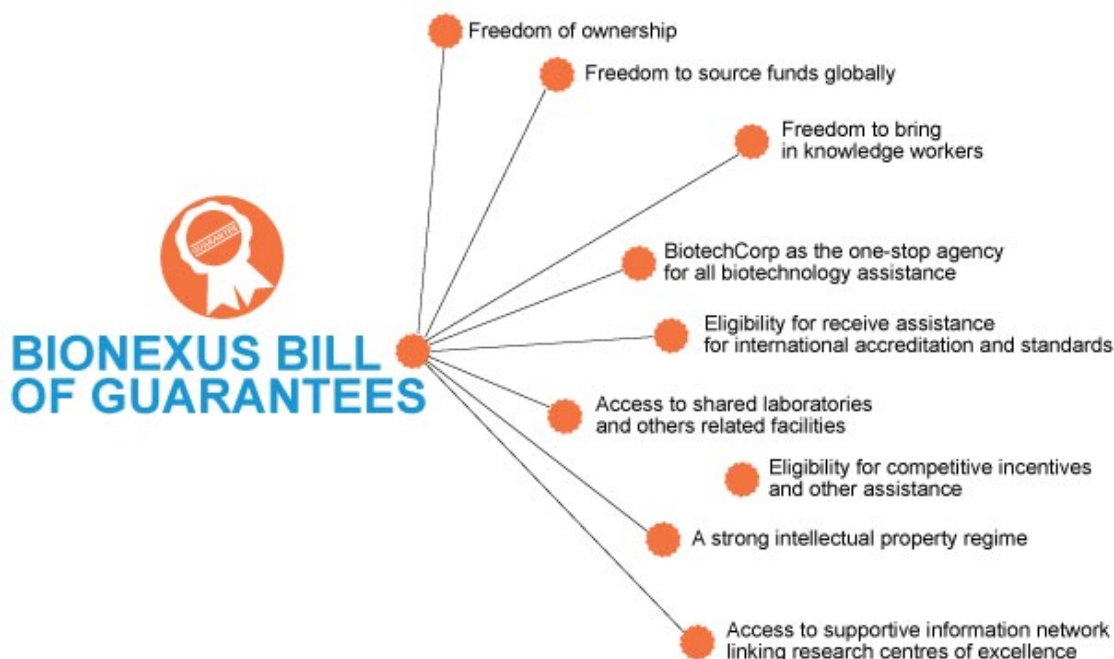 Freedom of ownership
Freedom to source funds globally
Freedom to bring
in knowledge workers
GUARANTEE
BIONEXUS BILL
OF GUARANTEES
BiotechCorp as the one-stop agency
for all biotechnology assistance
Eligibility for receive assistance
for international accreditation and standards
Access to shared laboratories
and others related facilities
Eligibility for competitive incentives
and other assistance
A strong intellectual property regime
Access to supportive information network
linking research centres of excellence